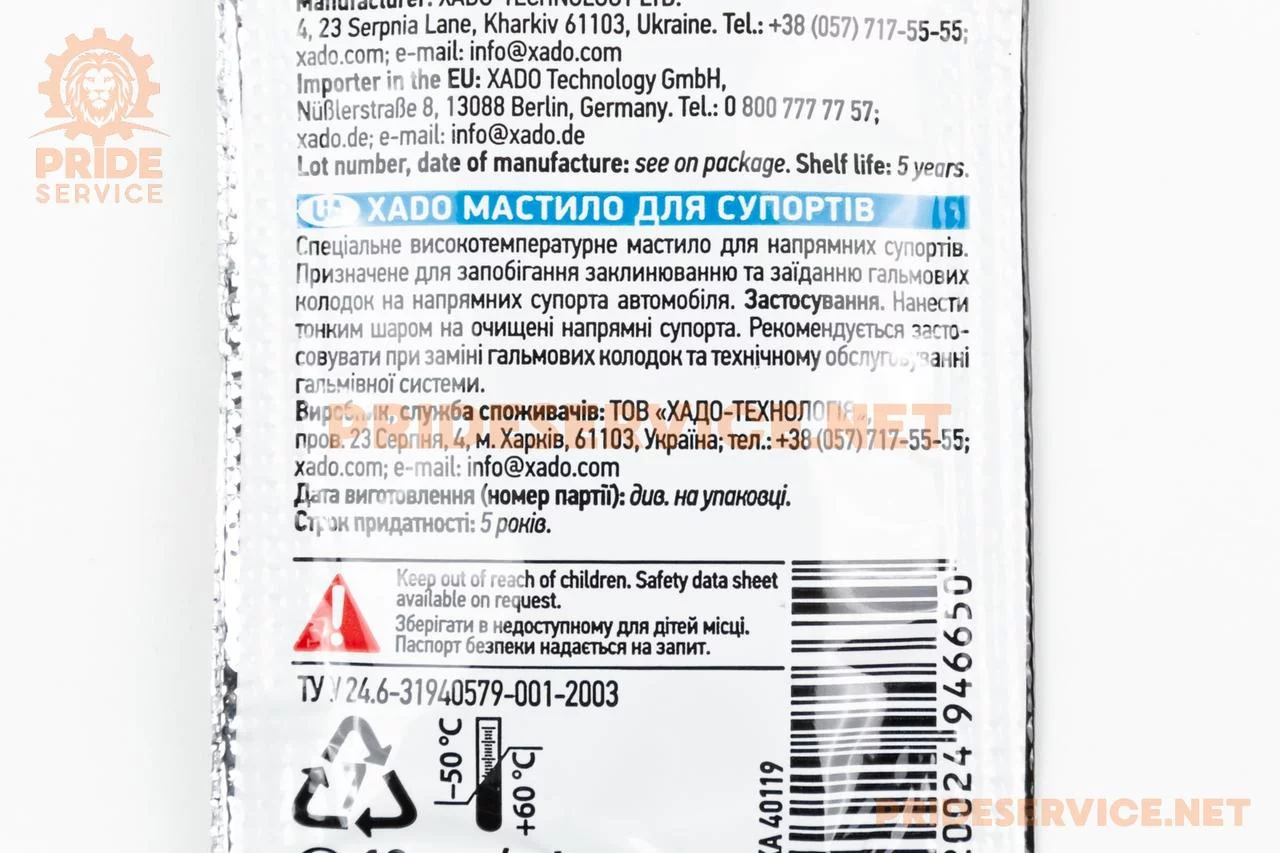 PRIDE
SERVICE
Manufacturer: XADO-TECHNOLOGY LTD.
4, 23 Serpnia Lane, Kharkiv 61103, Ukraine. Tel.: +38 (057) 717-55-55;
xado.com; e-mail: info@xado.com
Importer in the EU: XADO Technology GmbH,
Nüßlerstraße 8, 13088 Berlin, Germany. Tel.: 0 800 777 77 57;
xado.de; e-mail: info@xado.de
Lot number, date of manufacture: see on package. Shelf life: 5 years.
XADO МАСТИЛО ДЛЯ СУПОРТІВ
Спеціальне високотемпературне мастило для напрямних супортів.
Призначене для запобігання заклинюванню та заїданню гальмових
колодок на напрямних супорта автомобіля. Застосування. Нанести
тонким шаром на очищені напрямні супорта. Рекомендується засто-
совувати при заміні гальмових колодок та технічному обслуговуванні
гальмівної системи.
Виробник, служба споживачів: ТОВ «ХАДО-ТЕХНОЛОГІЯ»,
пров. 23 Серпня, 4, м. Харків, 61103, Україна; тел.: +38 (057) 717-55-55;
xado.com; e-mail: info@xado.com
Дата виготовлення (номер партії): див. на упаковці.
Строк придатності: 5 років.
PRIDESERVICE.NET
Keep out of reach of children. Safety data sheet
available on request.
Зберігати в недоступному для дітей місці.
Паспорт безпеки надається на запит.
ТУ У 24.6-31940579-001-2003
-50 °C
+60 °C
XA 40119
20024 946650
PRIDESERVICE.NET